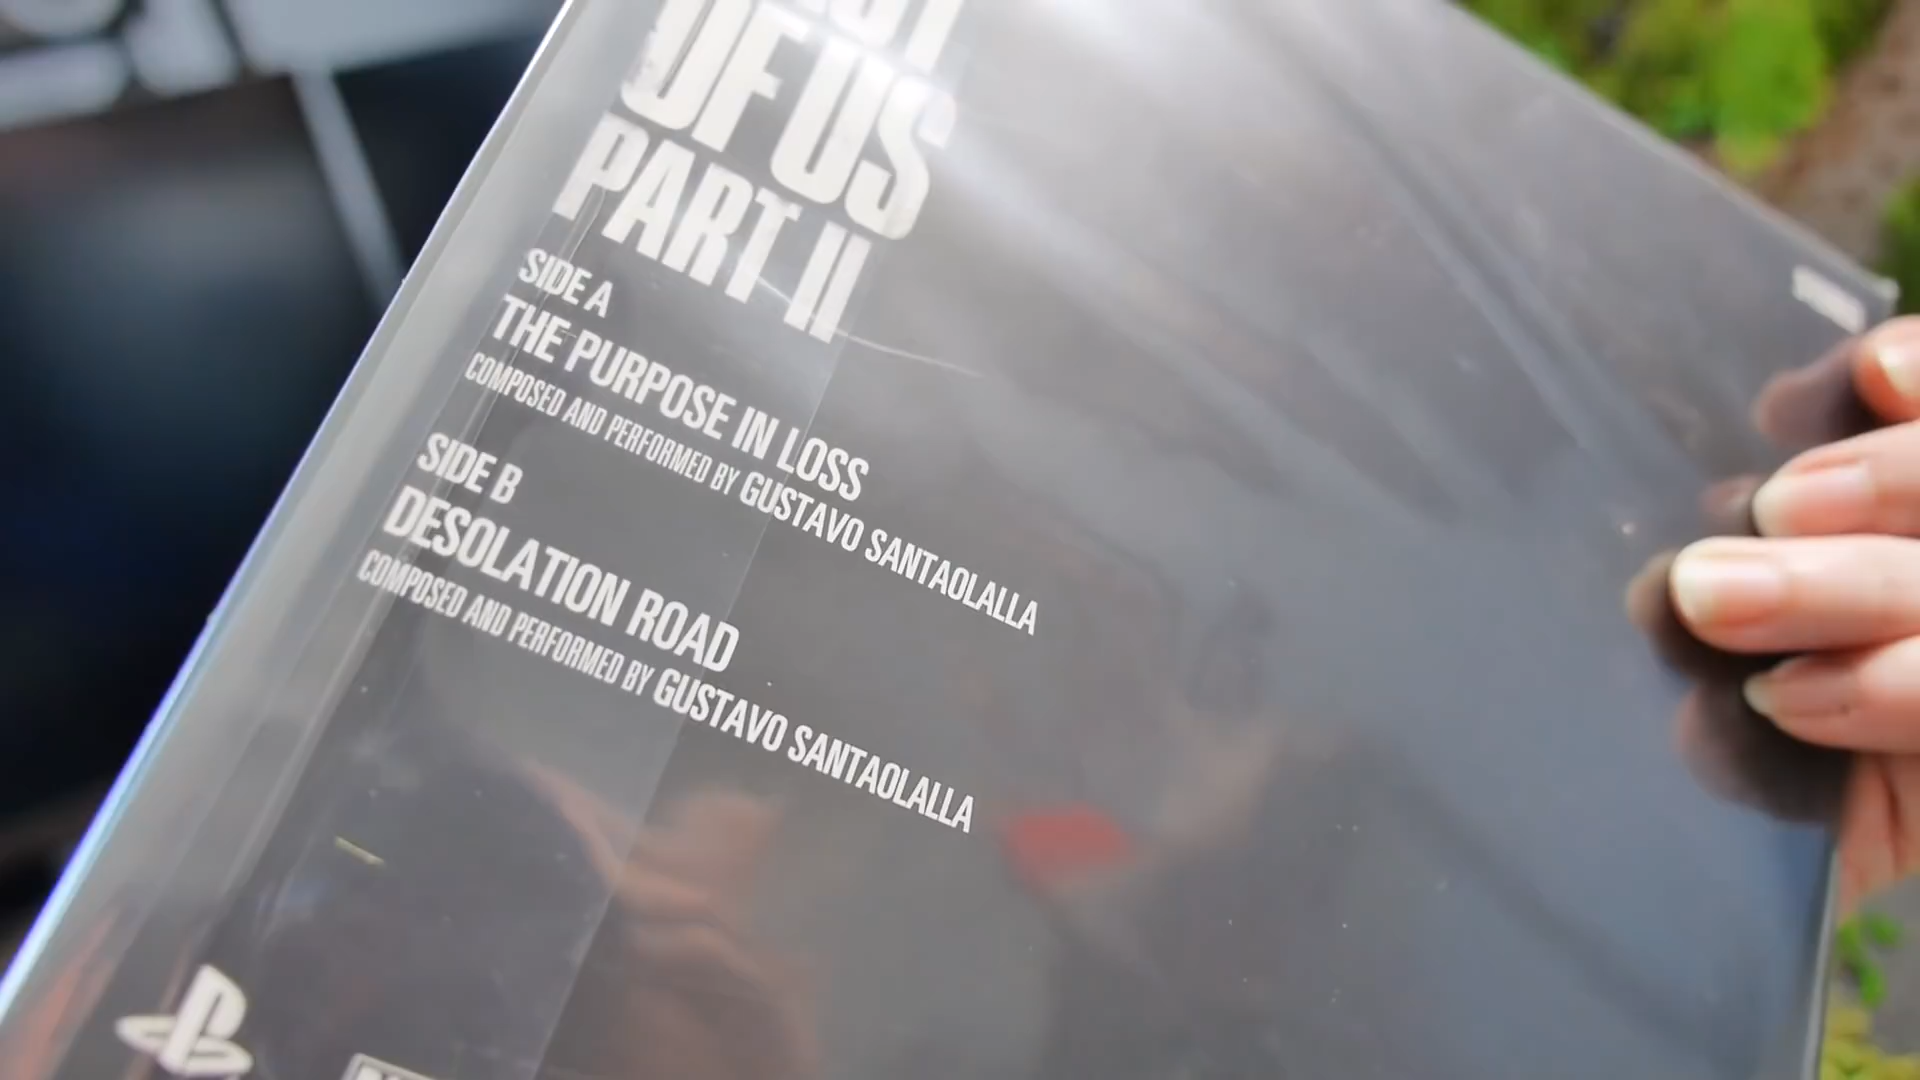 OF US
PART II
SIDE A
THE PURPOSE IN LOSS
COMPOSED AND PERFORMED BY GUSTAVO SANTAOLALLA
SIDE B
DESOLATION ROAD
COMPOSED AND PERFORMED BY GUSTAVO SANTAOLALLA